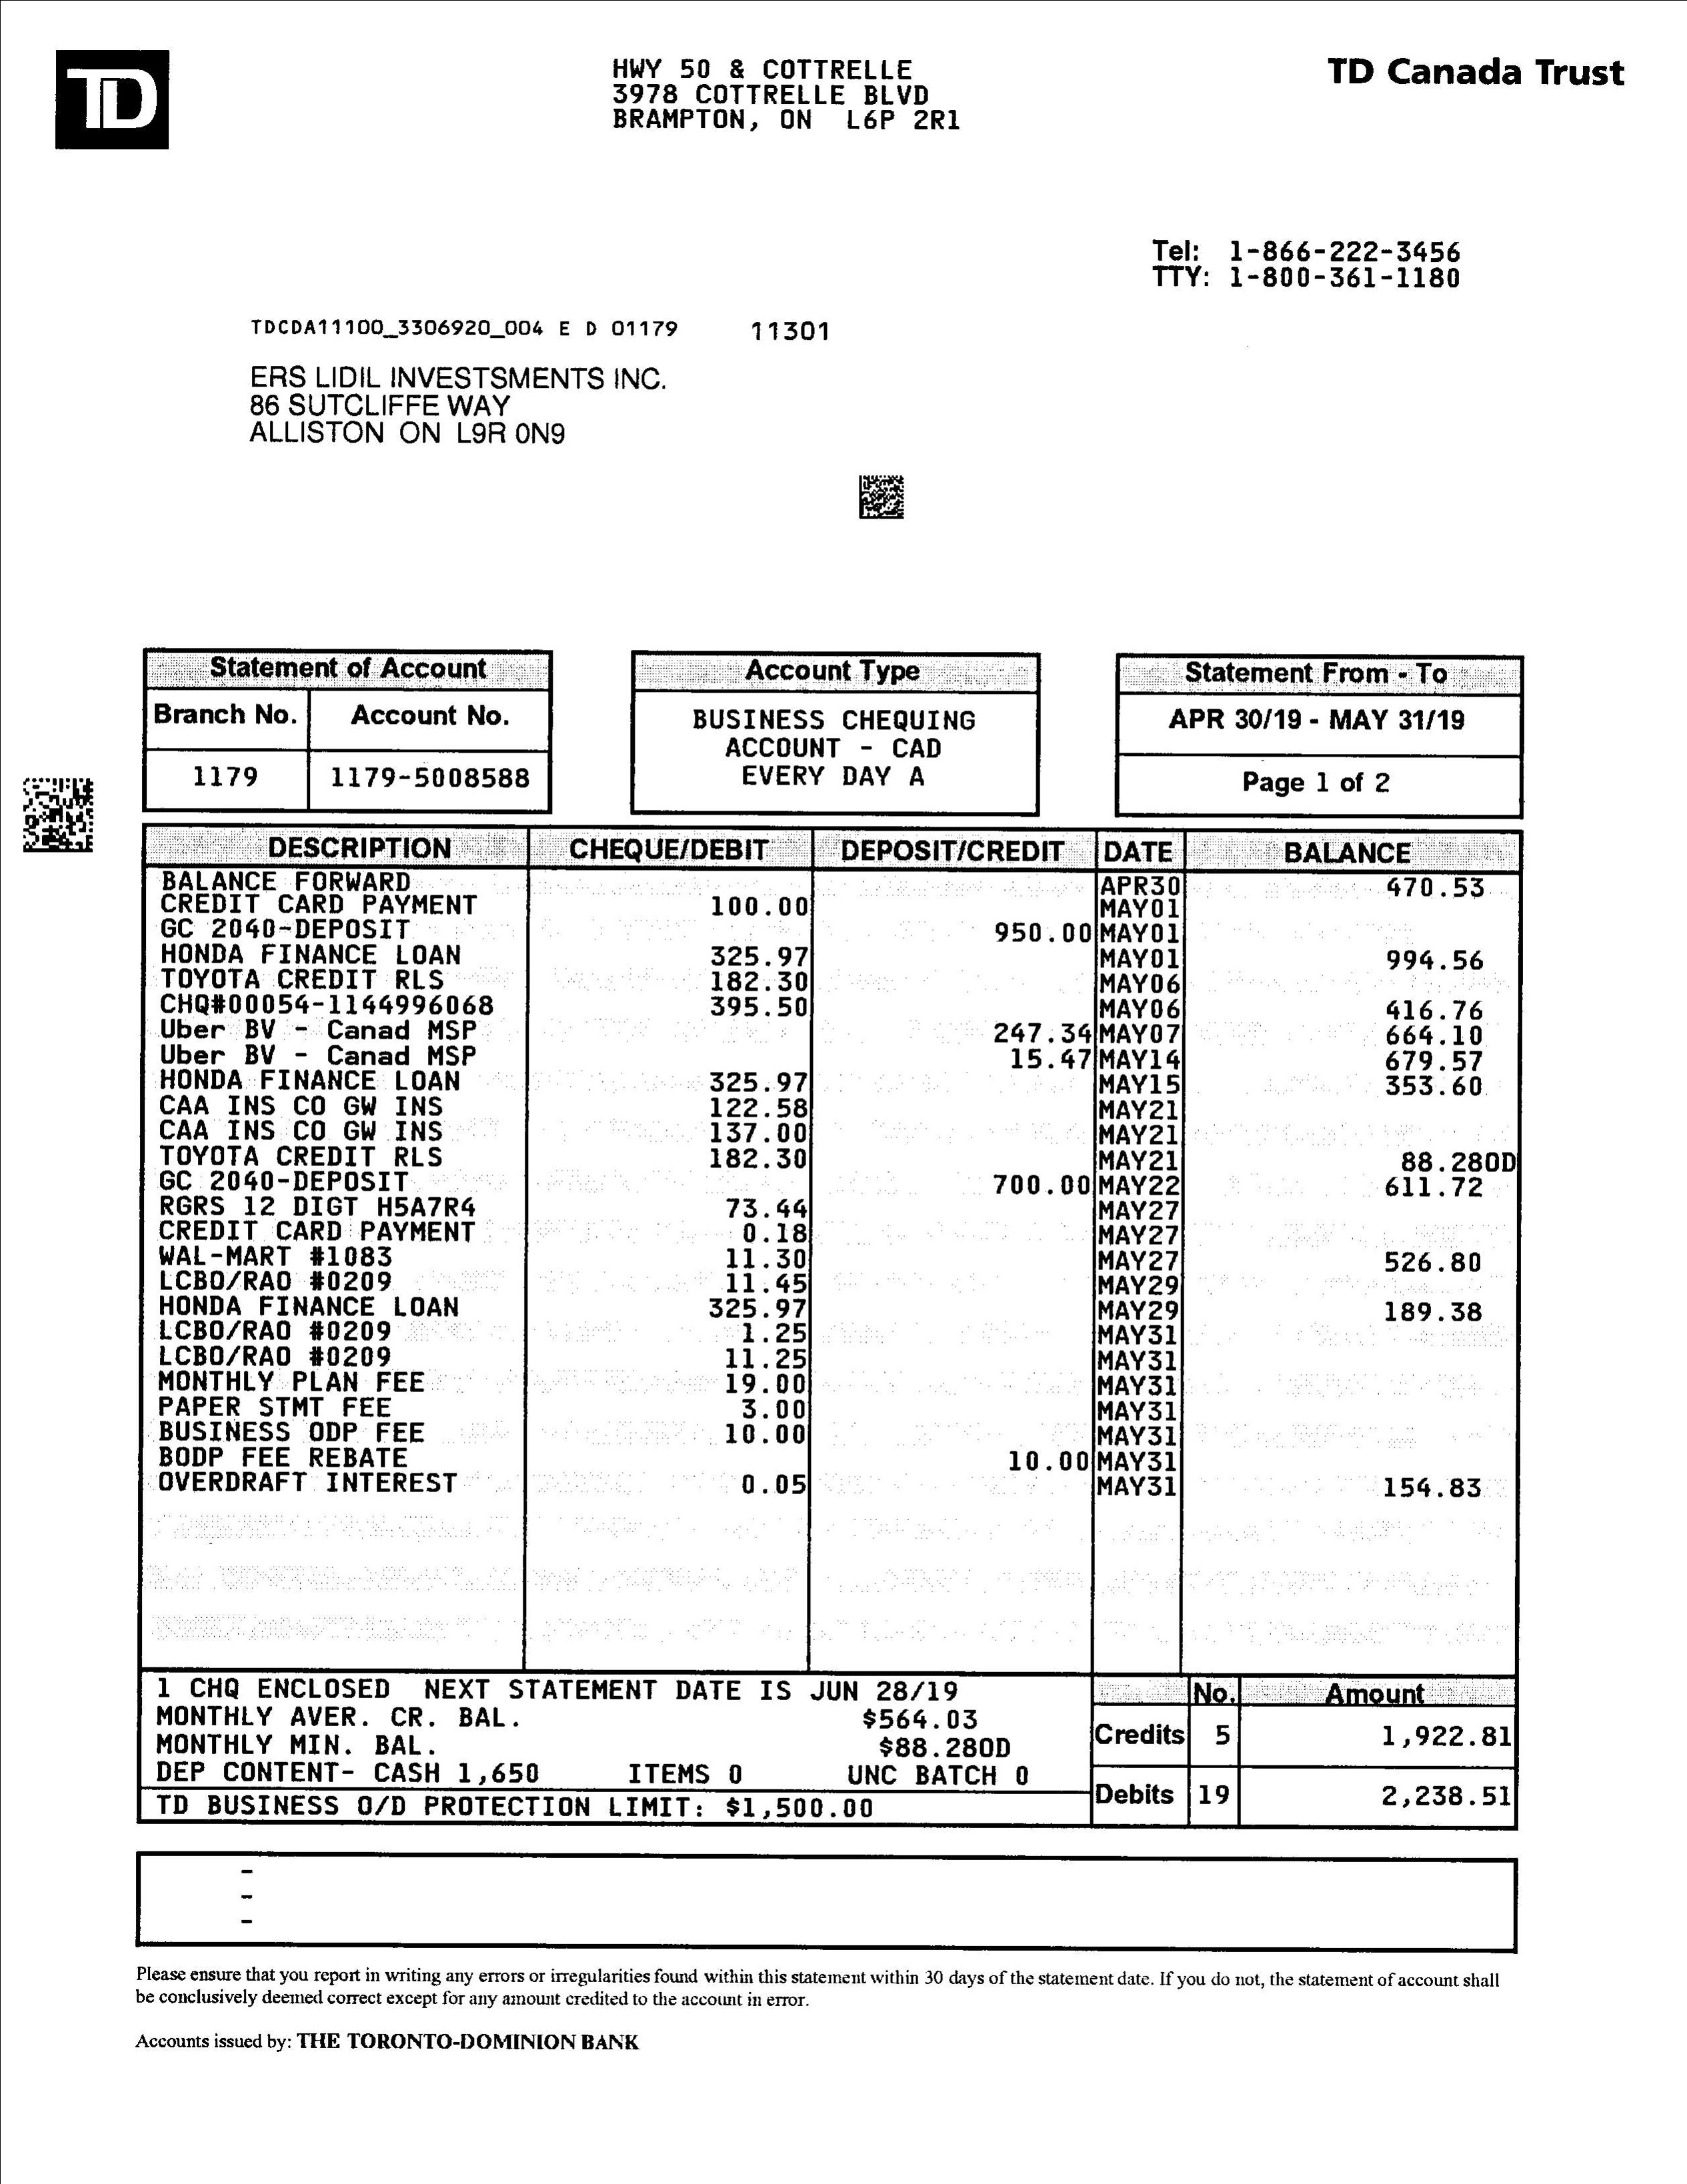 TD
HWY 50 & COTTRELLE
3978 COTTRELLE BLVD
BRAMPTON, ON L6P 2R1
TD Canada Trust
Tel: 1-866-222-3456
TTY: 1-800-361-1180
TDCDA11100_3306920_004 E D 01179 11301
ERS LIDIL INVESTSMENTS INC.
86 SUTCLIFFE WAY
ALLISTON ON L9R 0N9
Statement of Account
Branch No. Account No.
1179 1179-5008588
Account Type
BUSINESS CHEQUING
ACCOUNT - CAD
EVERY DAY A
Statement From - To
APR 30/19 - MAY 31/19
Page 1 of 2
DESCRIPTION CHEQUE/DEBIT DEPOSIT/CREDIT DATE BALANCE
BALANCE FORWARD APR30 470.53
CREDIT CARD PAYMENT 100.00 MAY01
GC 2040-DEPOSIT 950.00 MAY01
HONDA FINANCE LOAN 325.97 MAY01 994.56
TOYOTA CREDIT RLS 182.30 MAY06
CHQ#00054-1144996068 395.50 MAY06 416.76
Uber BV - Canad MSP 247.34 MAY07 664.10
Uber BV - Canad MSP 15.47 MAY14 679.57
HONDA FINANCE LOAN 325.97 MAY15 353.60
CAA INS CO GW INS 122.58 MAY21
CAA INS CO GW INS 137.00 MAY21
TOYOTA CREDIT RLS 182.30 MAY21 88.28OD
GC 2040-DEPOSIT 700.00 MAY22 611.72
RGRS 12 DIGT H5A7R4 73.44 MAY27
CREDIT CARD PAYMENT 0.18 MAY27
WAL-MART #1083 11.30 MAY27 526.80
LCBO/RAO #0209 11.45 MAY29
HONDA FINANCE LOAN 325.97 MAY29 189.38
LCBO/RAO #0209 1.25 MAY31
LCBO/RAO #0209 11.25 MAY31
MONTHLY PLAN FEE 19.00 MAY31
PAPER STMT FEE 3.00 MAY31
BUSINESS ODP FEE 10.00 MAY31
BODP FEE REBATE 10.00 MAY31
OVERDRAFT INTEREST 0.05 MAY31 154.83
1 CHQ ENCLOSED NEXT STATEMENT DATE IS JUN 28/19
MONTHLY AVER. CR. BAL. $564.03
MONTHLY MIN. BAL. $88.28OD
DEP CONTENT- CASH 1,650 ITEMS 0 UNC BATCH 0
TD BUSINESS O/D PROTECTION LIMIT: $1,500.00
No. Amount
Credits 5 1,922.81
Debits 19 2,238.51
-
-
-
Please ensure that you report in writing any errors or irregularities found within this statement within 30 days of the statement date. If you do not, the statement of account shall
be conclusively deemed correct except for any amount credited to the account in error.
Accounts issued by: THE TORONTO-DOMINION BANK